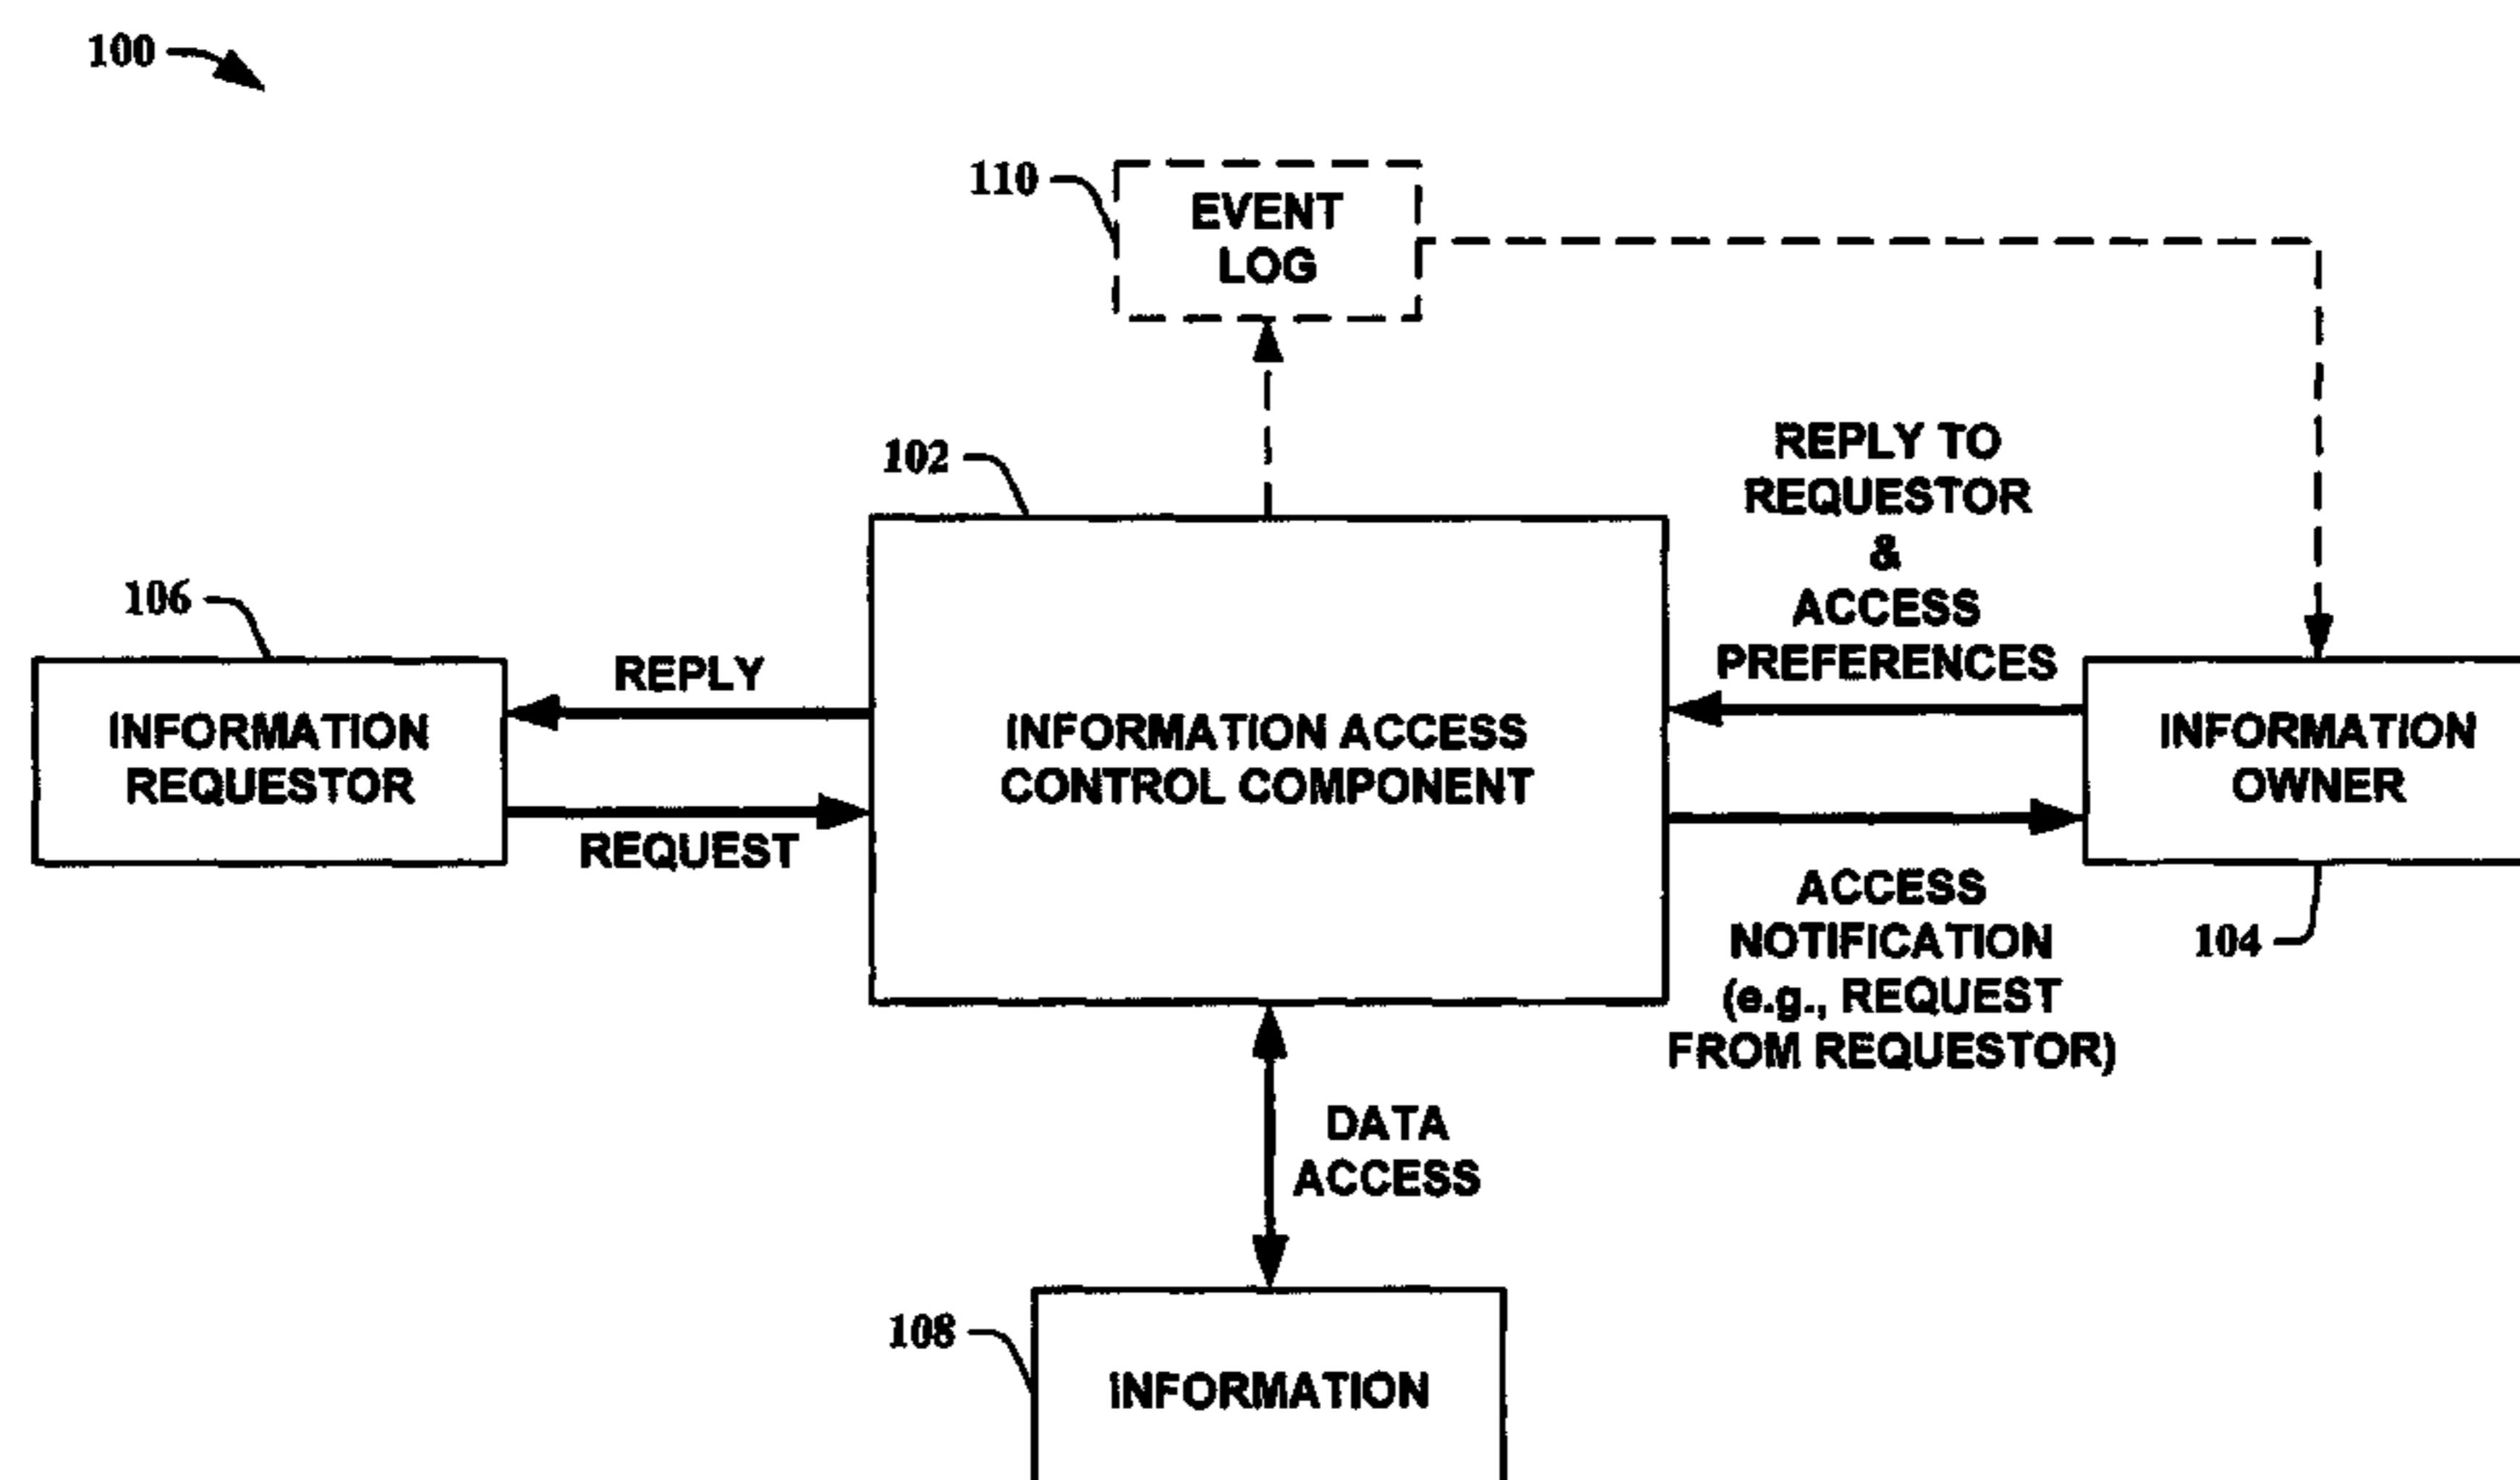 100
110
EVENT
LOG
102
REPLY TO
REQUESTOR
&
ACCESS
PREFERENCES
106
REPLY
INFORMATION
REQUESTOR
REQUEST
INFORMATION ACCESS
CONTROL COMPONENT
INFORMATION
OWNER
104
ACCESS
NOTIFICATION
(e.g., REQUEST
FROM REQUESTOR)
DATA
ACCESS
108
INFORMATION